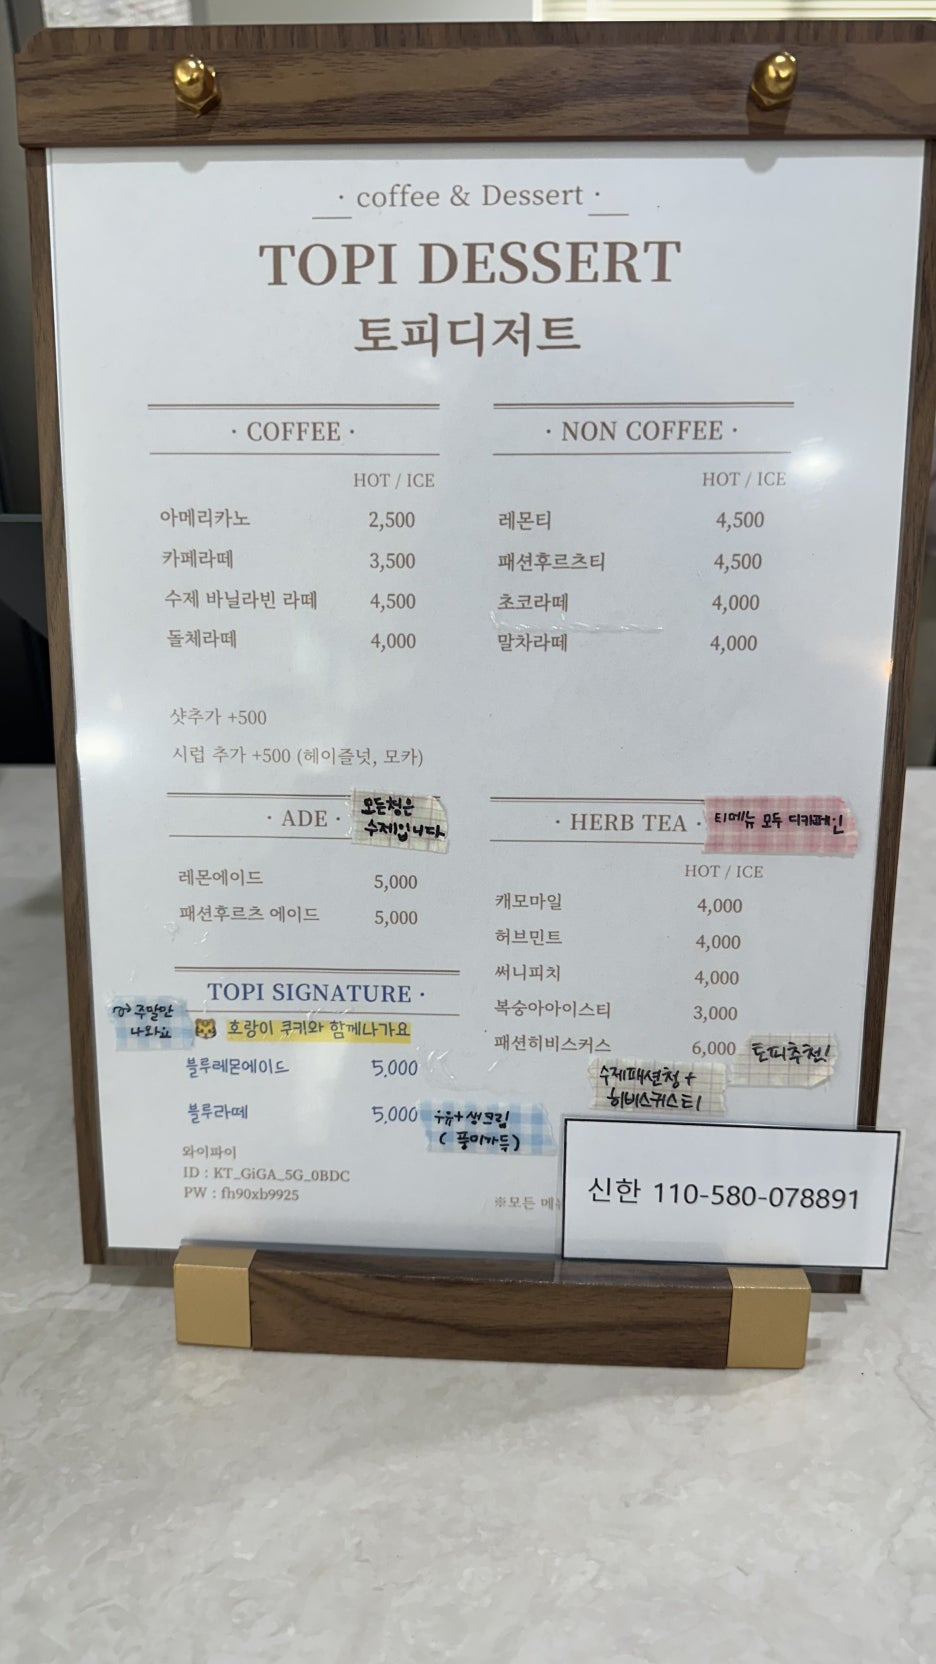 · coffee & Dessert ·
TOPI DESSERT
토피디저트
· COFFEE ·
HOT / ICE
아메리카노 2,500
카페라떼 3,500
수제 바닐라빈 라떼 4,500
돌체라떼 4,000
샷추가 +500
시럽 추가 +500 (헤이즐넛, 모카)
· NON COFFEE ·
HOT / ICE
레몬티 4,500
패션후르츠티 4,500
초코라떼 4,000
말차라떼 4,000
· ADE ·
모든청은
수제입니다
레몬에이드 5,000
패션후르츠 에이드 5,000
TOPI SIGNATURE ·
주말만
나와요
호랑이 쿠키와 함께나가요
블루레몬에이드 5,000
블루라떼 5,000
우유+생크림
(풍미가득)
와이파이
ID : KT_GiGA_5G_0BDC
PW : fh90xb9925
· HERB TEA ·
티메뉴 모두 디카페인
HOT / ICE
캐모마일 4,000
허브민트 4,000
써니피치 4,000
복숭아아이스티 3,000
패션히비스커스 6,000
토피추천!
수제패션청 +
히비스커스티
※모든 메뉴
신한 110-580-078891